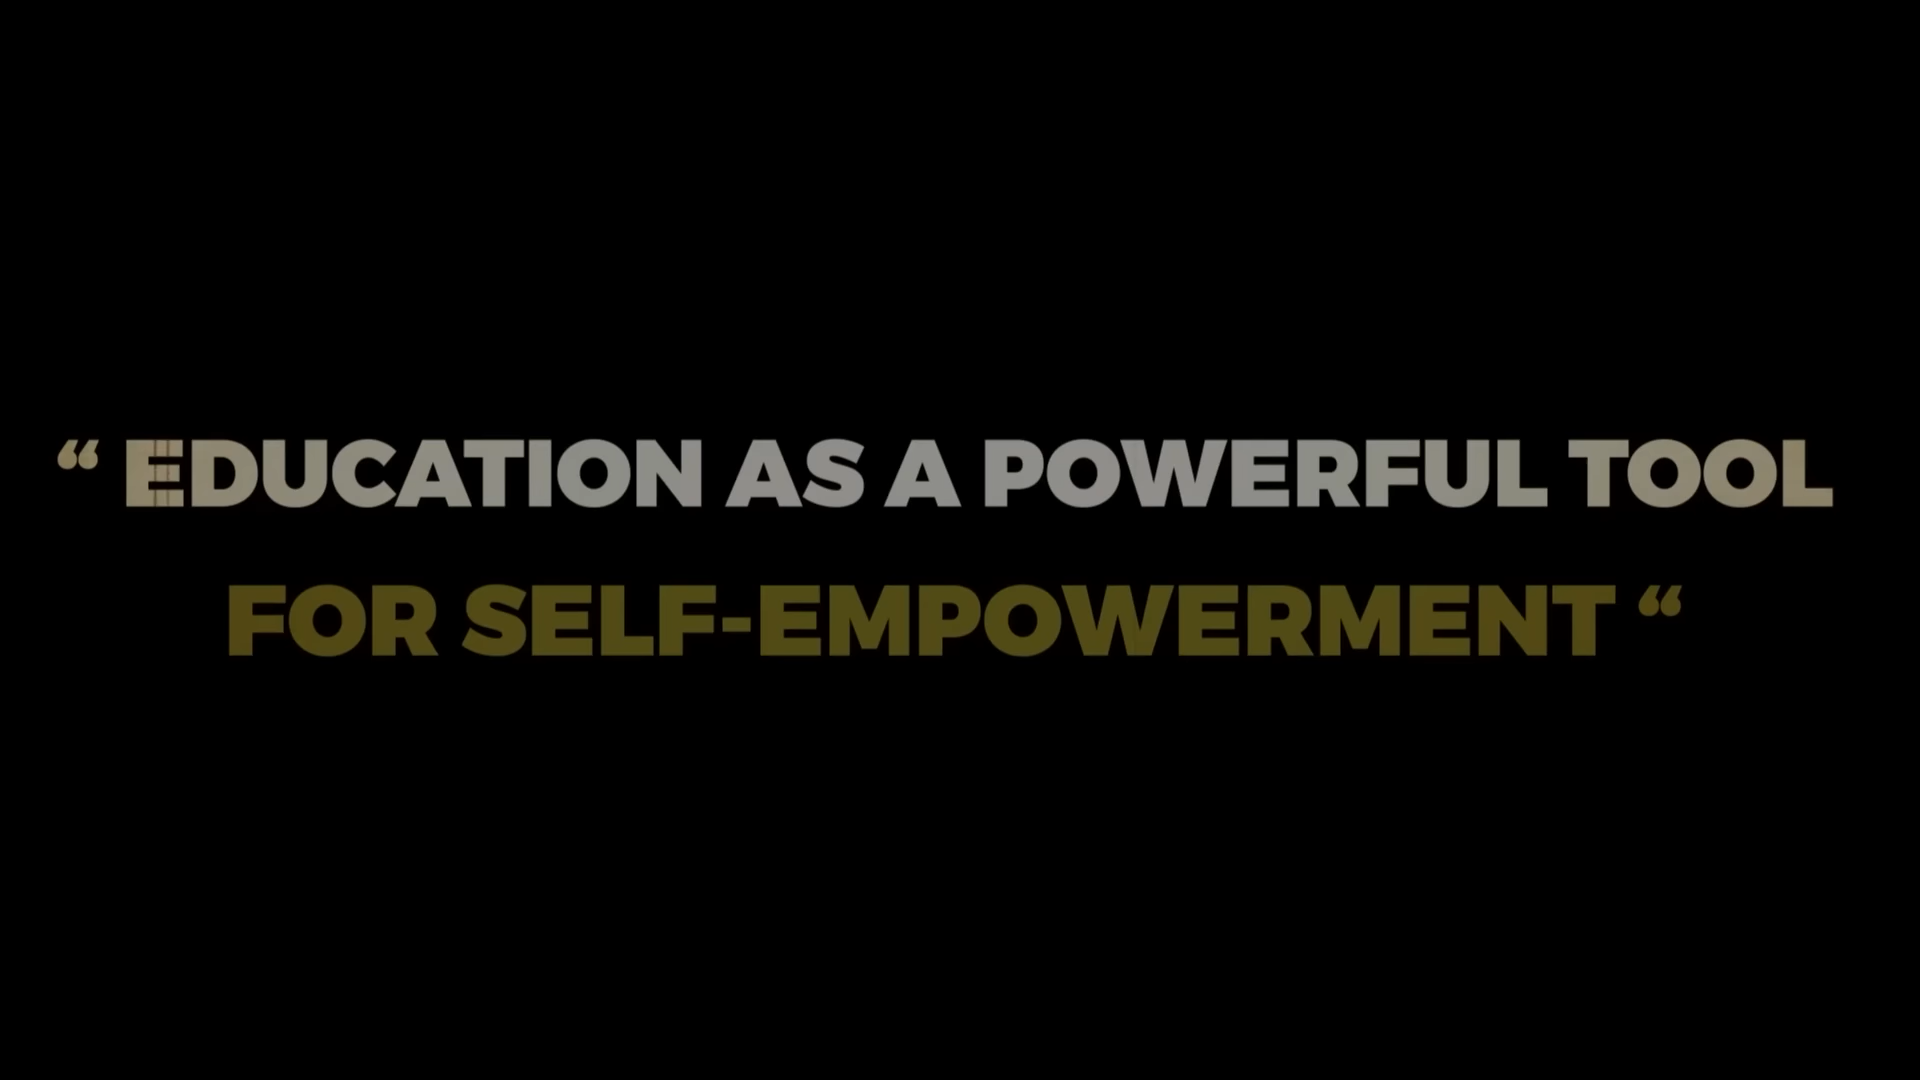 “ EDUCATION AS A POWERFUL TOOL
FOR SELF-EMPOWERMENT “